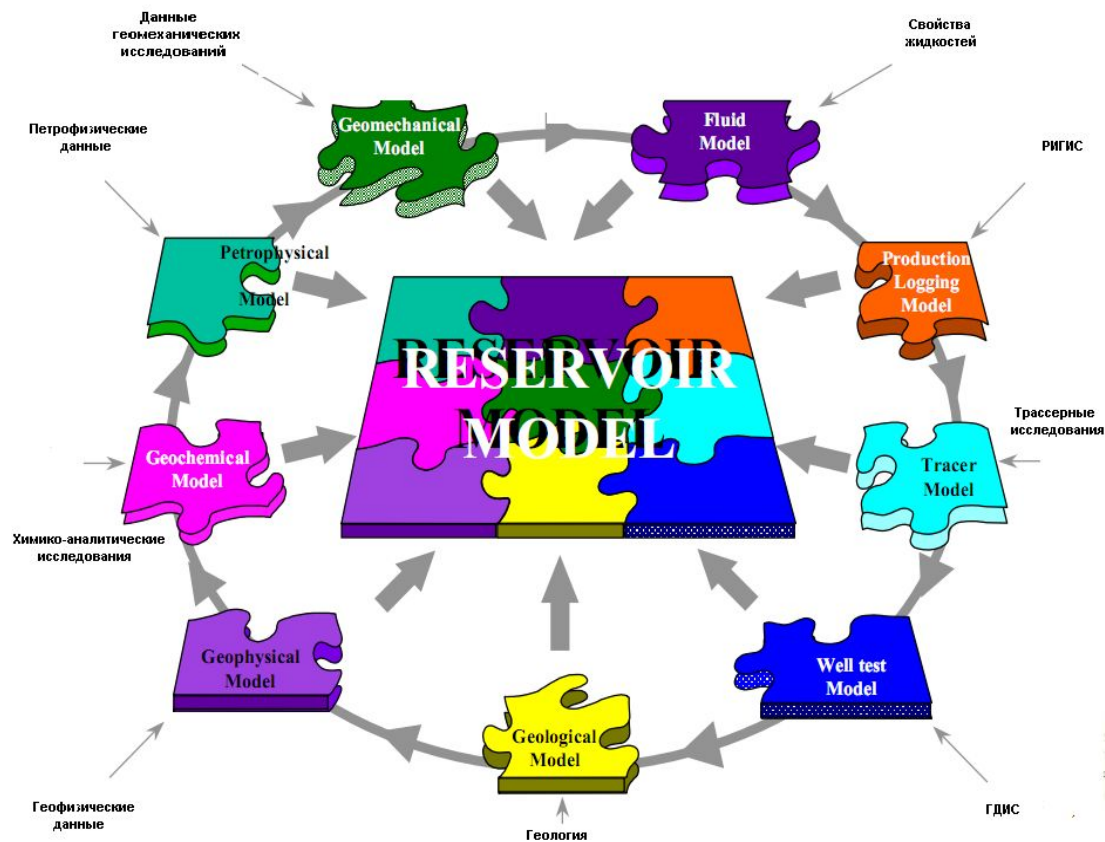 Данные
геомеханических
исследований
Свойства
жидкостей
Geomechanical
Model
Fluid
Model
Петрофизические
данные
РИГИС
Petrophysical
Model
Production
Logging
Model
RESERVOIR
MODEL
Трассерные
исследования
Geochemical
Model
Tracer
Model
Химико-аналитические
исследования
Geophysical
Model
Well test
Model
Geological
Model
Геофизические
данные
ГДИС
Геология